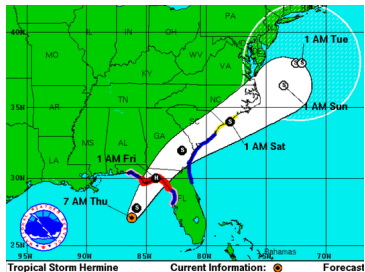 PA
1 AM Tue
40N
IL
IN
OH
MO
WV
VA
KY
1 AM Sun
35N
TN
NC
AR
SC
1 AM Sat
MS
AL
GA
1 AM Fri
LA
30N
7 AM Thu
FL
25N
Bahamas
95W
90W
85W
80W
75W
70W
Tropical Storm Hermine
Current Information:
Forecast